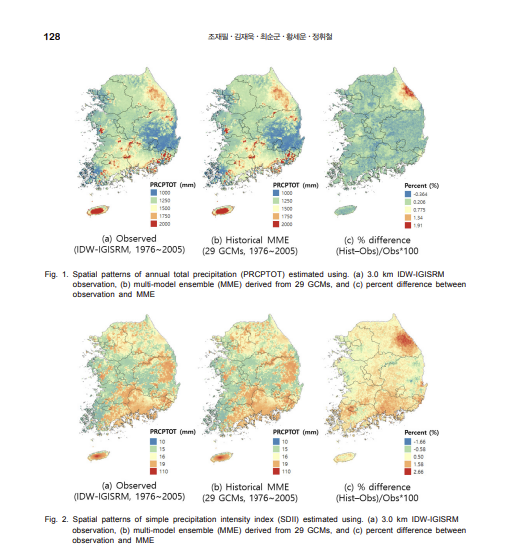 128
조재필·김재욱·최순군·황세운·정휘철
PRCPTOT (mm)
1000
1250
1500
1750
2000
PRCPTOT (mm)
1000
1250
1500
1750
2000
Percent (%)
-0.364
0.206
0.775
1.34
1.91
(a) Observed
(IDW-IGISRM, 1976~2005)
(b) Historical MME
(29 GCMs, 1976~2005)
(c) % difference
(Hist–Obs)/Obs*100
Fig. 1. Spatial patterns of annual total precipitation (PRCPTOT) estimated using. (a) 3.0 km IDW-IGISRM
observation, (b) multi-model ensemble (MME) derived from 29 GCMs, and (c) percent difference between
observation and MME
PRCPTOT (mm)
10
15
16
19
110
PRCPTOT (mm)
10
15
16
19
110
Percent (%)
-1.66
-0.58
0.50
1.58
2.66
(a) Observed
(IDW-IGISRM, 1976~2005)
(b) Historical MME
(29 GCMs, 1976~2005)
(c) % difference
(Hist–Obs)/Obs*100
Fig. 2. Spatial patterns of simple precipitation intensity index (SDII) estimated using. (a) 3.0 km IDW-IGISRM
observation, (b) multi-model ensemble (MME) derived from 29 GCMs, and (c) percent difference between
observation and MME